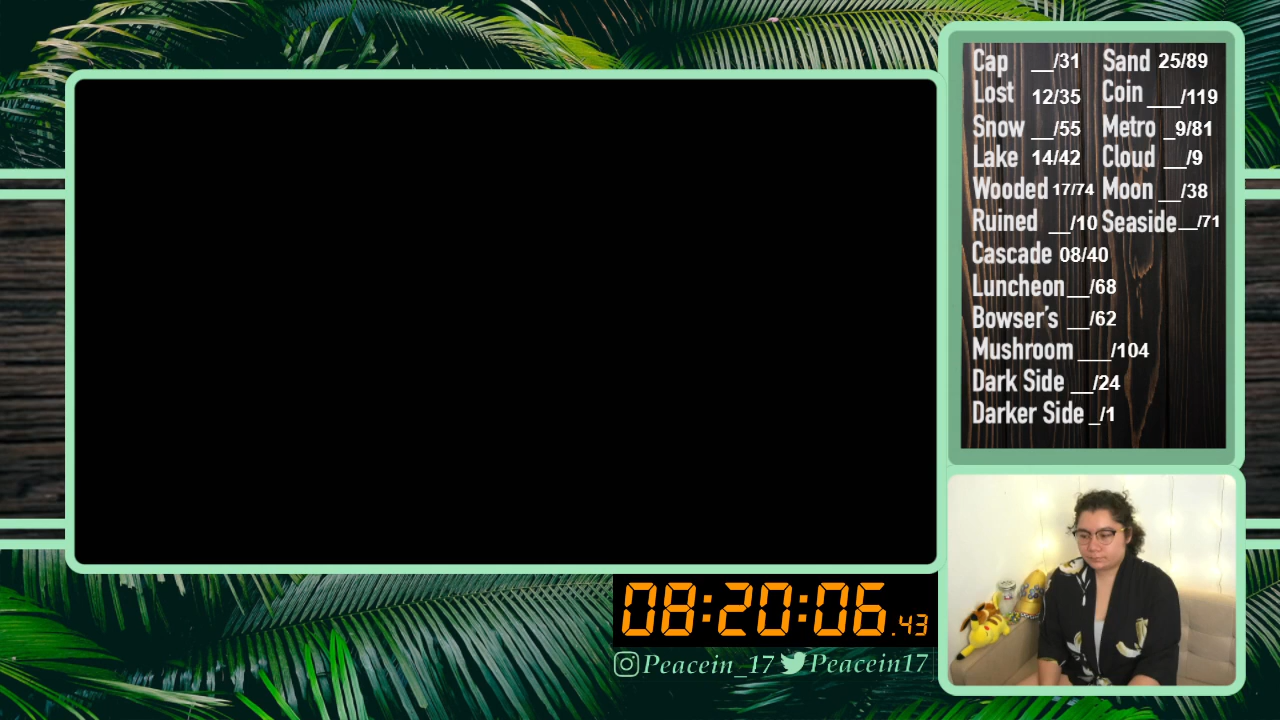 Cap __/31 Sand 25/89
Lost 12/35 Coin ___/119
Snow __/55 Metro _9/81
Lake 14/42 Cloud __/9
Wooded 17/74 Moon __/38
Ruined __/10 Seaside __/71
Cascade 08/40
Luncheon __/68
Bowser's __/62
Mushroom ___/104
Dark Side __/24
Darker Side _/1
08:20:06.43
Peacein_17 Peacein17